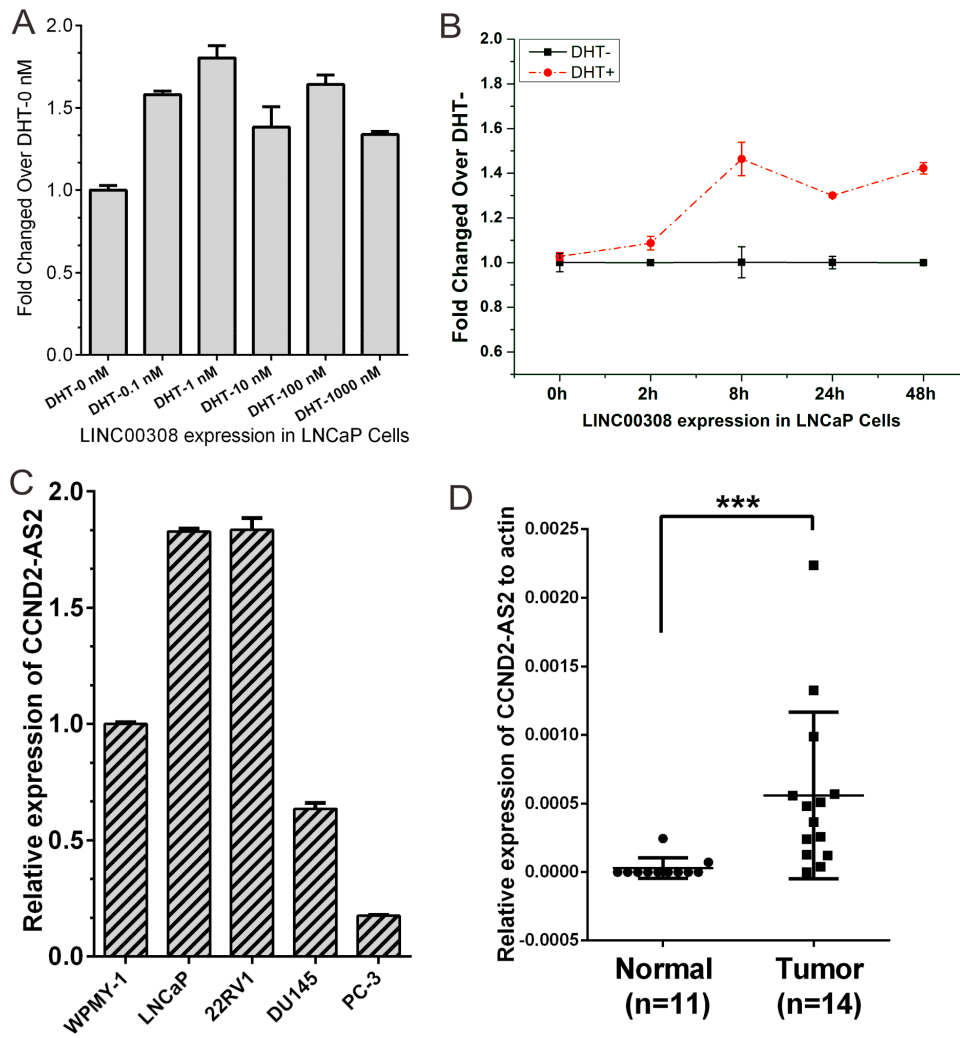 A
Fold Changed Over DHT-0 nM
2.0
1.5
1.0
0.5
0.0
DHT-0 nM
DHT-0.1 nM
DHT-1 nM
DHT-10 nM
DHT-100 nM
DHT-1000 nM
LINC00308 expression in LNCaP Cells
B
Fold Changed Over DHT-
2.0
1.8
1.6
1.4
1.2
1.0
0.8
0.6
DHT-
DHT+
0h
2h
8h
24h
48h
LINC00308 expression in LNCaP Cells
C
Relative expression of CCND2-AS2
2.0
1.5
1.0
0.5
0.0
WPMY-1
LNCaP
22RV1
DU145
PC-3
D
Relative expression of CCND2-AS2 to actin
0.0025
0.0020
0.0015
0.0010
0.0005
0.0000
-0.0005
***
Normal
(n=11)
Tumor
(n=14)